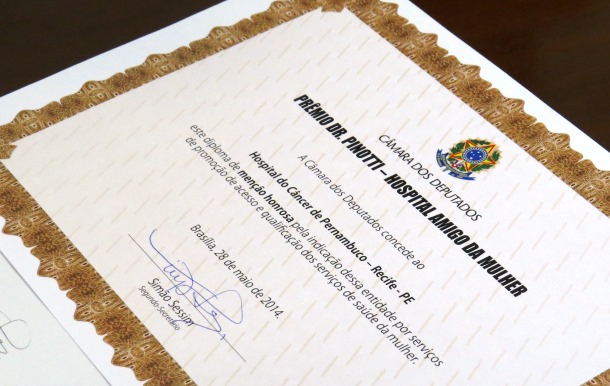 CÂMARA DOS DEPUTADOS
PRÊMIO DR. PINOTTI – HOSPITAL AMIGO DA MULHER
A Câmara dos Deputados concede ao
Hospital do Câncer de Pernambuco – Recife - PE
este diploma de menção honrosa pela indicação dessa entidade por serviços
de promoção de acesso e qualificação dos serviços de saúde da mulher.
Brasília, 28 de maio de 2014.
Simão Sessim
Segundo-Secretário